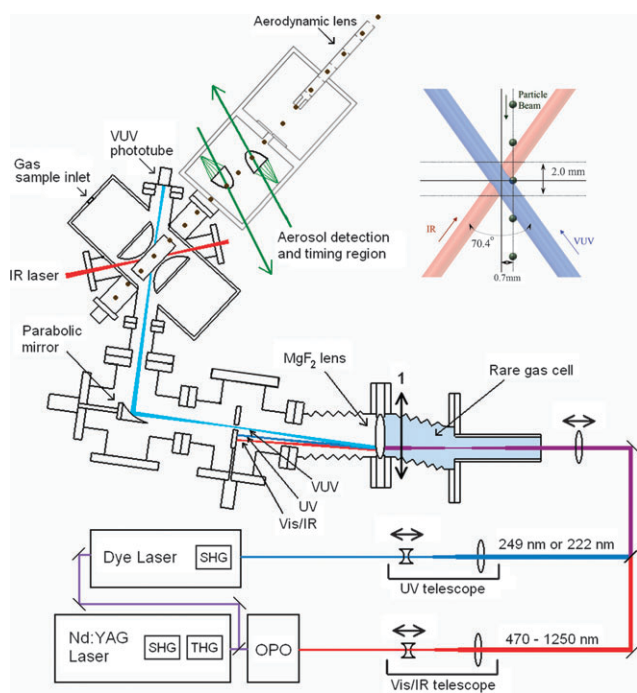 Aerodynamic lens
VUV
phototube
Gas
sample inlet
Aerosol detection
and timing region
IR laser
Particle
Beam
2.0 mm
IR
VUV
70.4°
0.7mm
Parabolic
mirror
MgF2 lens
1
Rare gas cell
VUV
UV
Vis/IR
Dye Laser
SHG
249 nm or 222 nm
UV telescope
Nd:YAG
Laser
SHG
THG
OPO
470 - 1250 nm
Vis/IR telescope